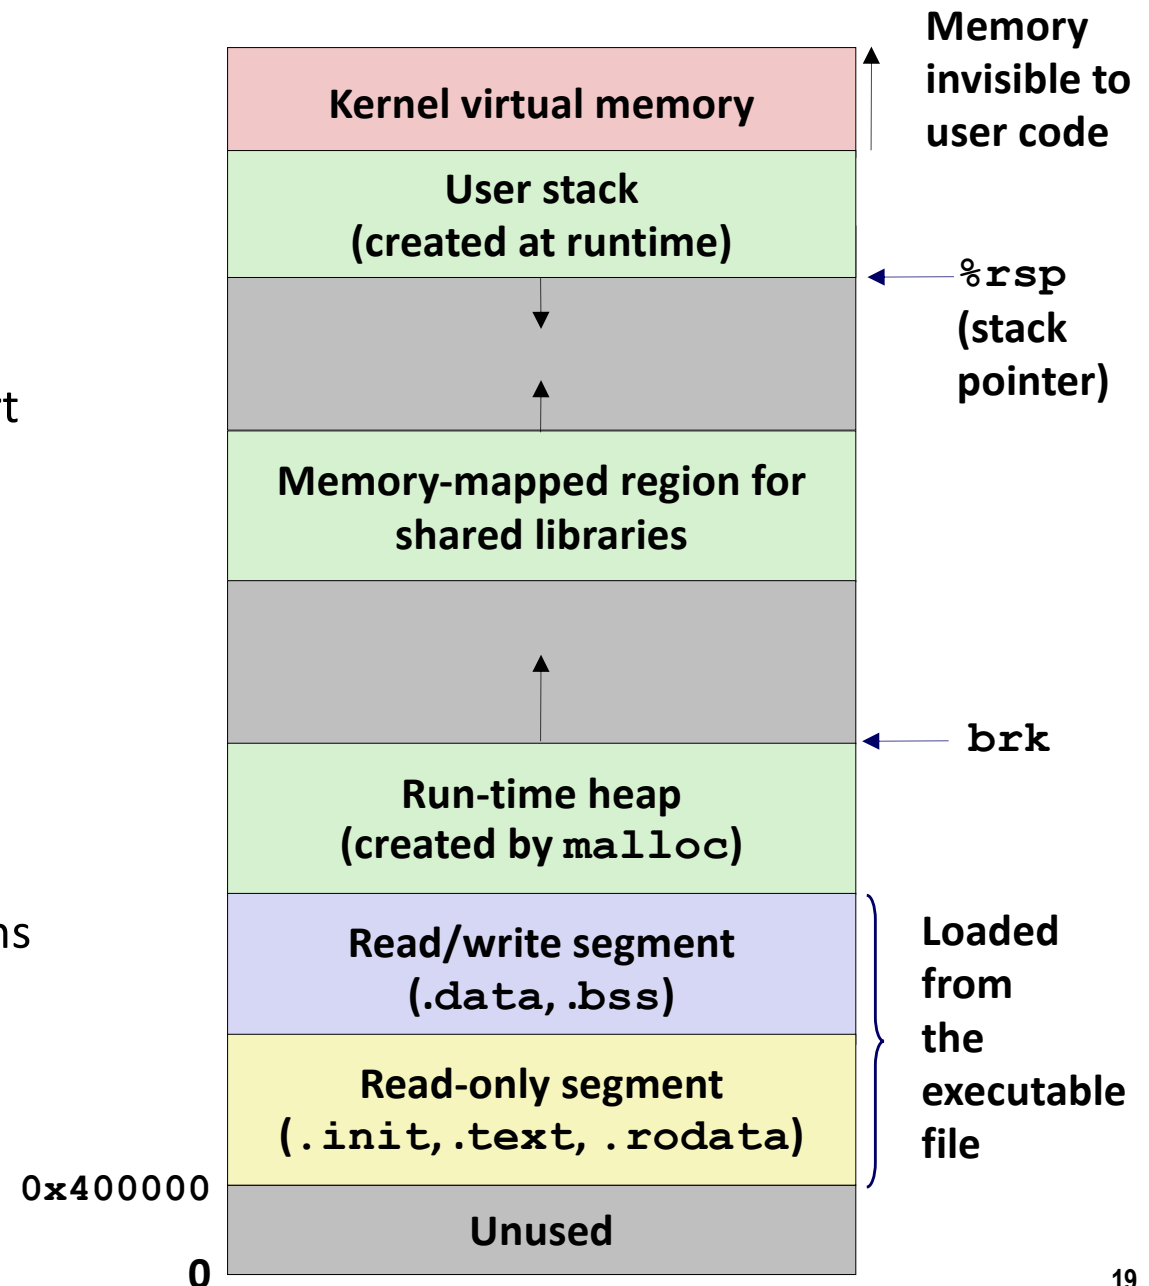 Memory
invisible to
user code
Kernel virtual memory
User stack
(created at runtime)
%rsp
(stack
pointer)
rt
Memory-mapped region for
shared libraries
brk
Run-time heap
(created by malloc)
ns
Read/write segment
(.data, .bss)
Loaded
from
the
executable
file
Read-only segment
(.init, .text, .rodata)
0x400000
Unused
0
19